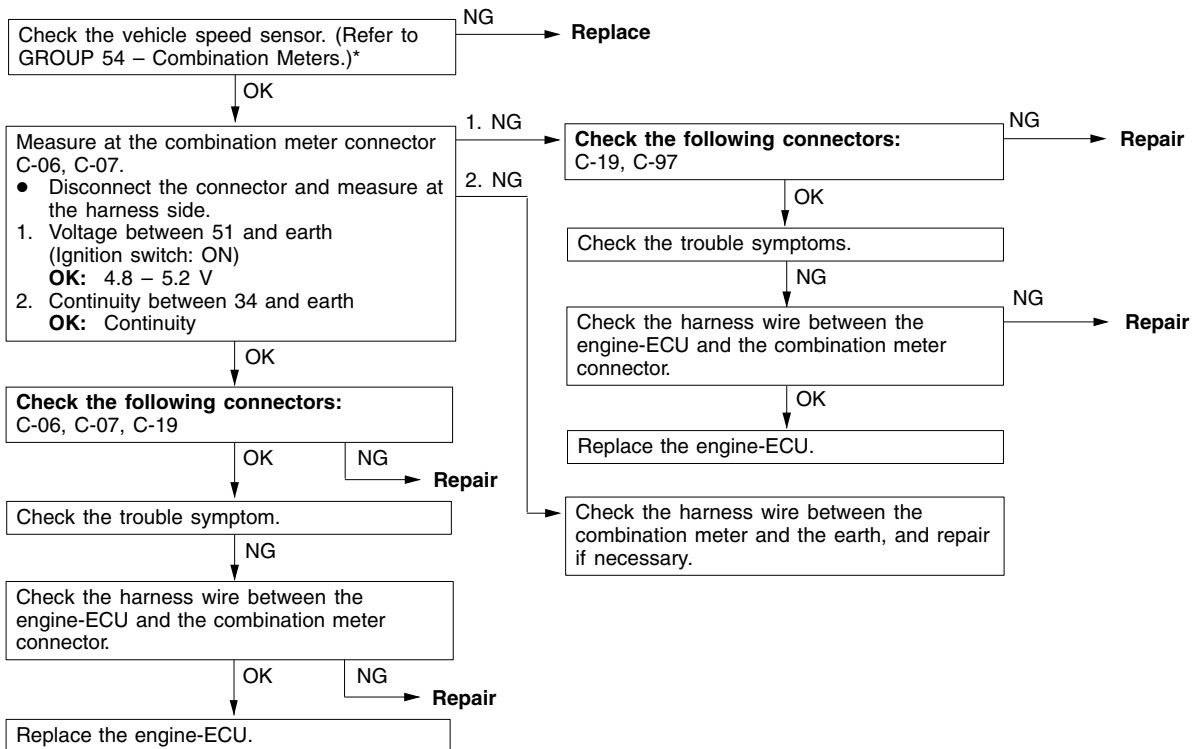 Check the vehicle speed sensor. (Refer to
GROUP 54 – Combination Meters.)*
NG
Replace
OK
Measure at the combination meter connector
C-06, C-07.
● Disconnect the connector and measure at
the harness side.
1. Voltage between 51 and earth
(Ignition switch: ON)
OK: 4.8 – 5.2 V
2. Continuity between 34 and earth
OK: Continuity
1. NG
2. NG
OK
Check the following connectors:
C-06, C-07, C-19
OK
NG
Repair
Check the trouble symptom.
NG
Check the harness wire between the
engine-ECU and the combination meter
connector.
OK
NG
Repair
Replace the engine-ECU.
Check the following connectors:
C-19, C-97
NG
Repair
OK
Check the trouble symptoms.
NG
Check the harness wire between the
engine-ECU and the combination meter
connector.
NG
Repair
OK
Replace the engine-ECU.
Check the harness wire between the
combination meter and the earth, and repair
if necessary.